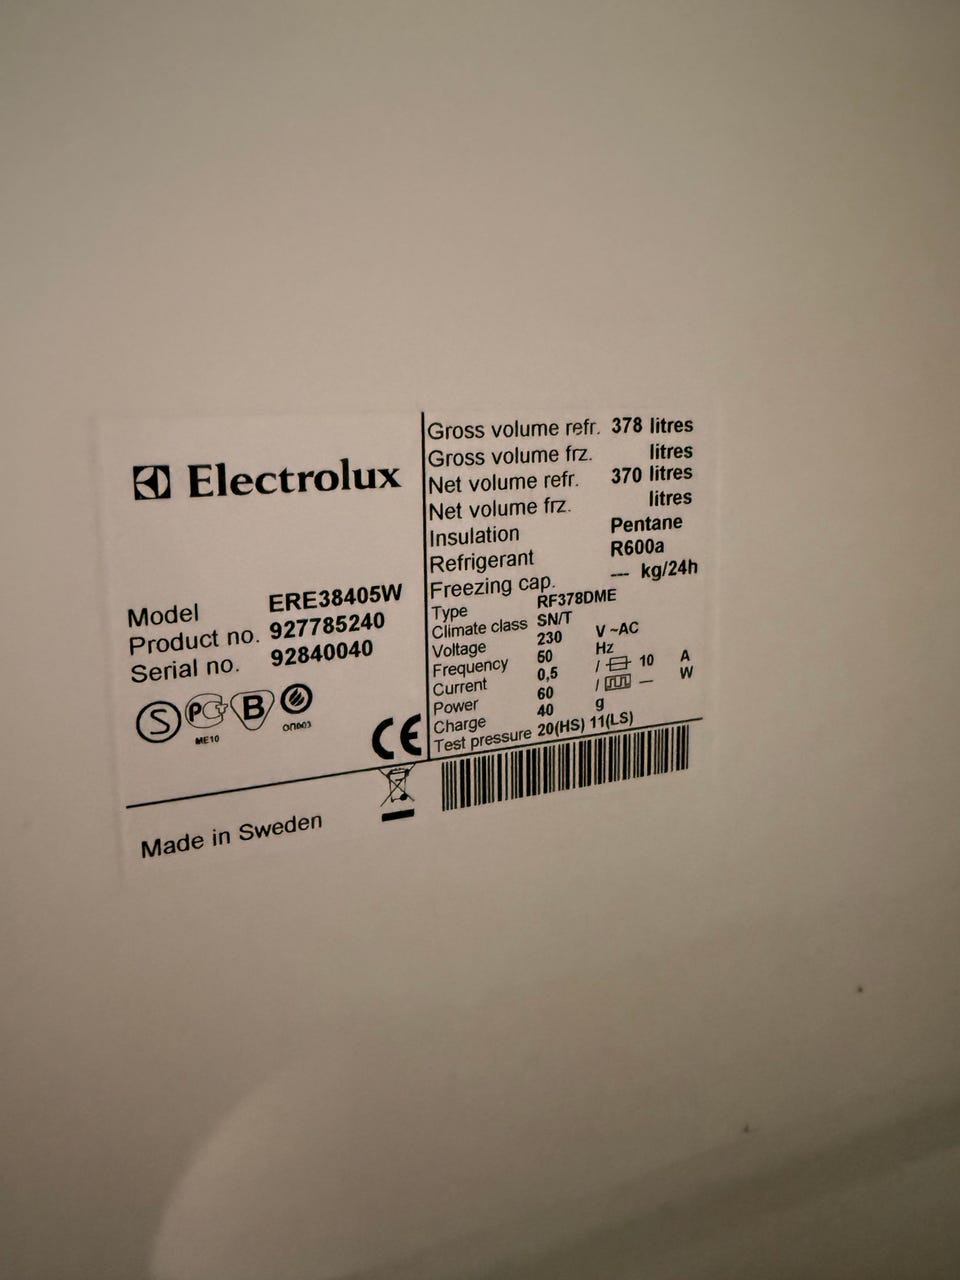 Electrolux
Model ERE38405W
Product no. 927785240
Serial no. 92840040
S PG B
ME10 ОП003
CE
Made in Sweden
Gross volume refr. 378 litres
Gross volume frz. litres
Net volume refr. 370 litres
Net volume frz. litres
Insulation Pentane
Refrigerant R600a
Freezing cap. --- kg/24h
Type RF378DME
Climate class SN/T
Voltage 230 V ~AC
Frequency 50 Hz
Current 0,5 / 10 A
Power 60 / — W
Charge 40 g
Test pressure 20(HS) 11(LS)